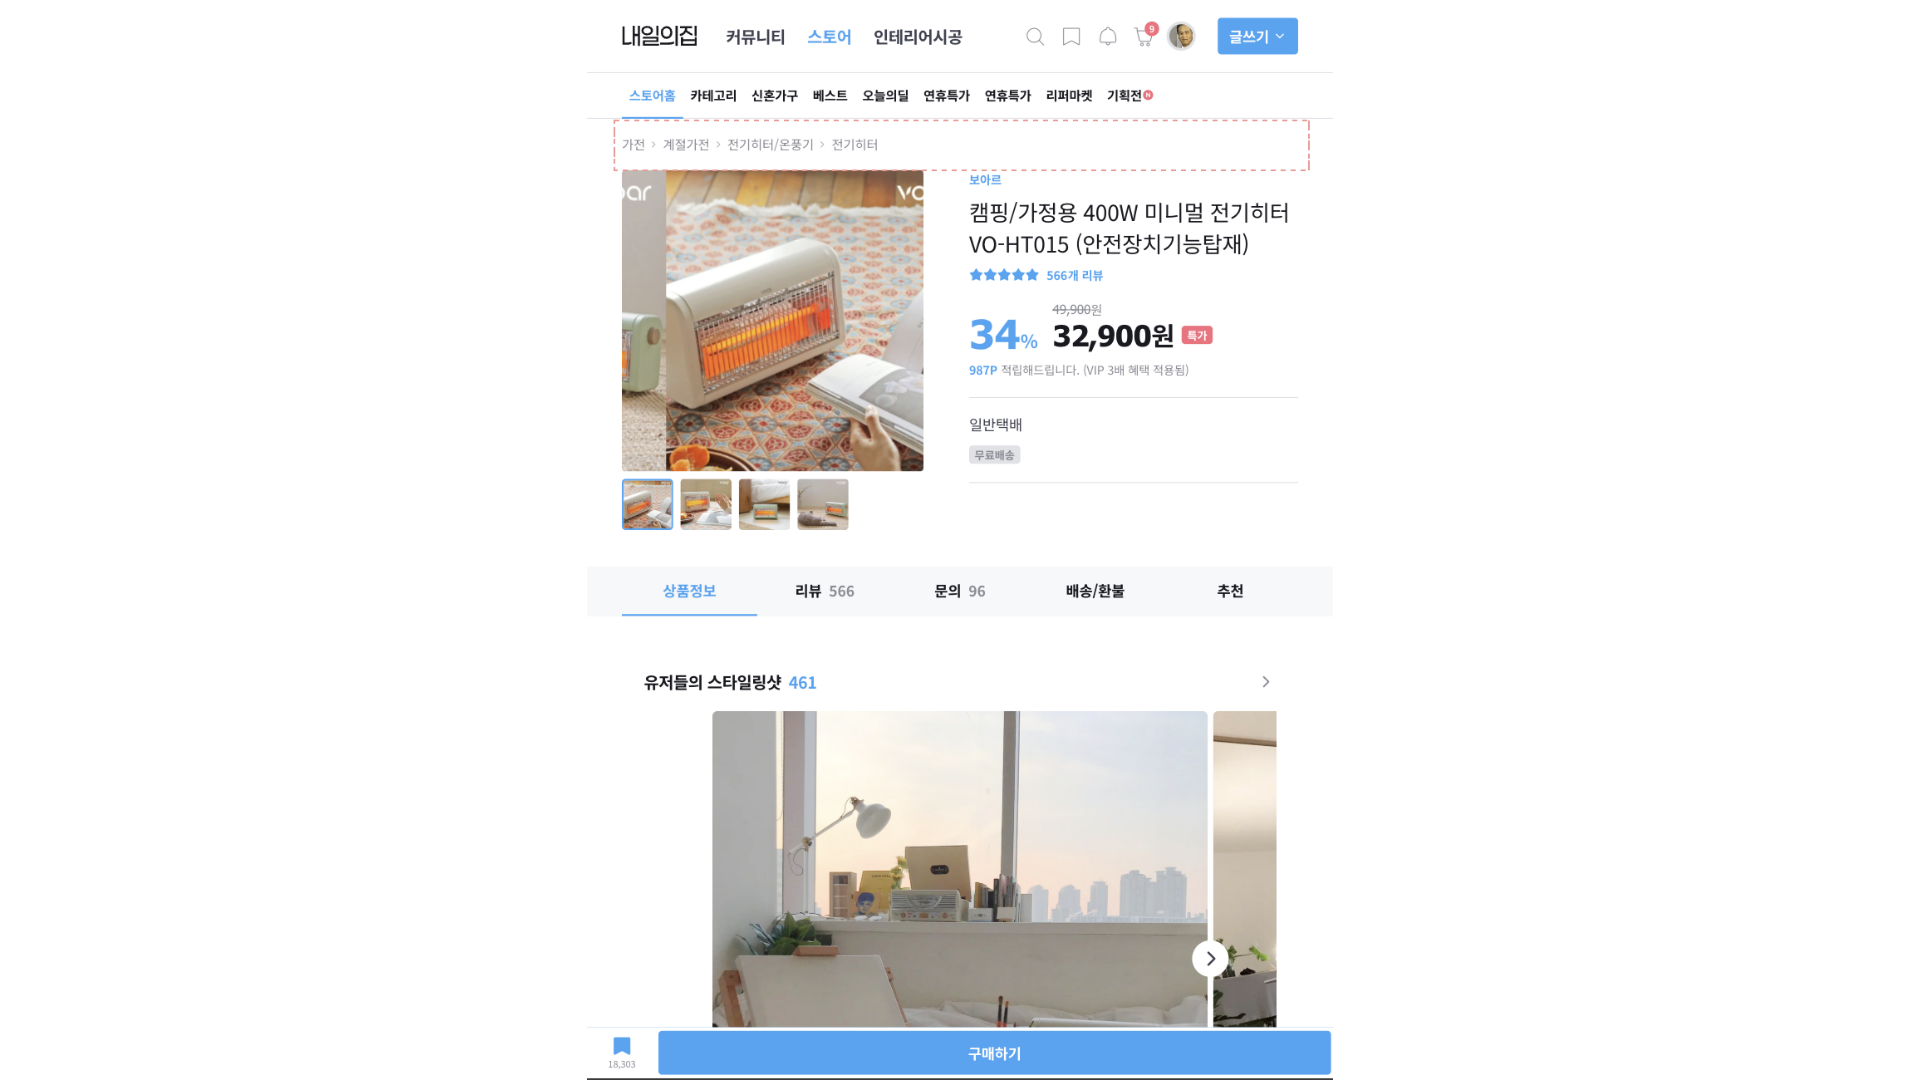 내일의집 커뮤니티 스토어 인테리어시공 9 글쓰기
스토어홈 카테고리 신혼가구 베스트 오늘의딜 연휴특가 연휴특가 리퍼마켓 기획전
가전 > 계절가전 > 전기히터/온풍기 > 전기히터
보아르
캠핑/가정용 400W 미니멀 전기히터
VO-HT015 (안전장치기능탑재)
566개 리뷰
49,900원
34% 32,900원 특가
987P 적립해드립니다. (VIP 3배 혜택 적용됨)
일반택배
무료배송
상품정보 리뷰 566 문의 96 배송/환불 추천
유저들의 스타일링샷 461
18,303
구매하기